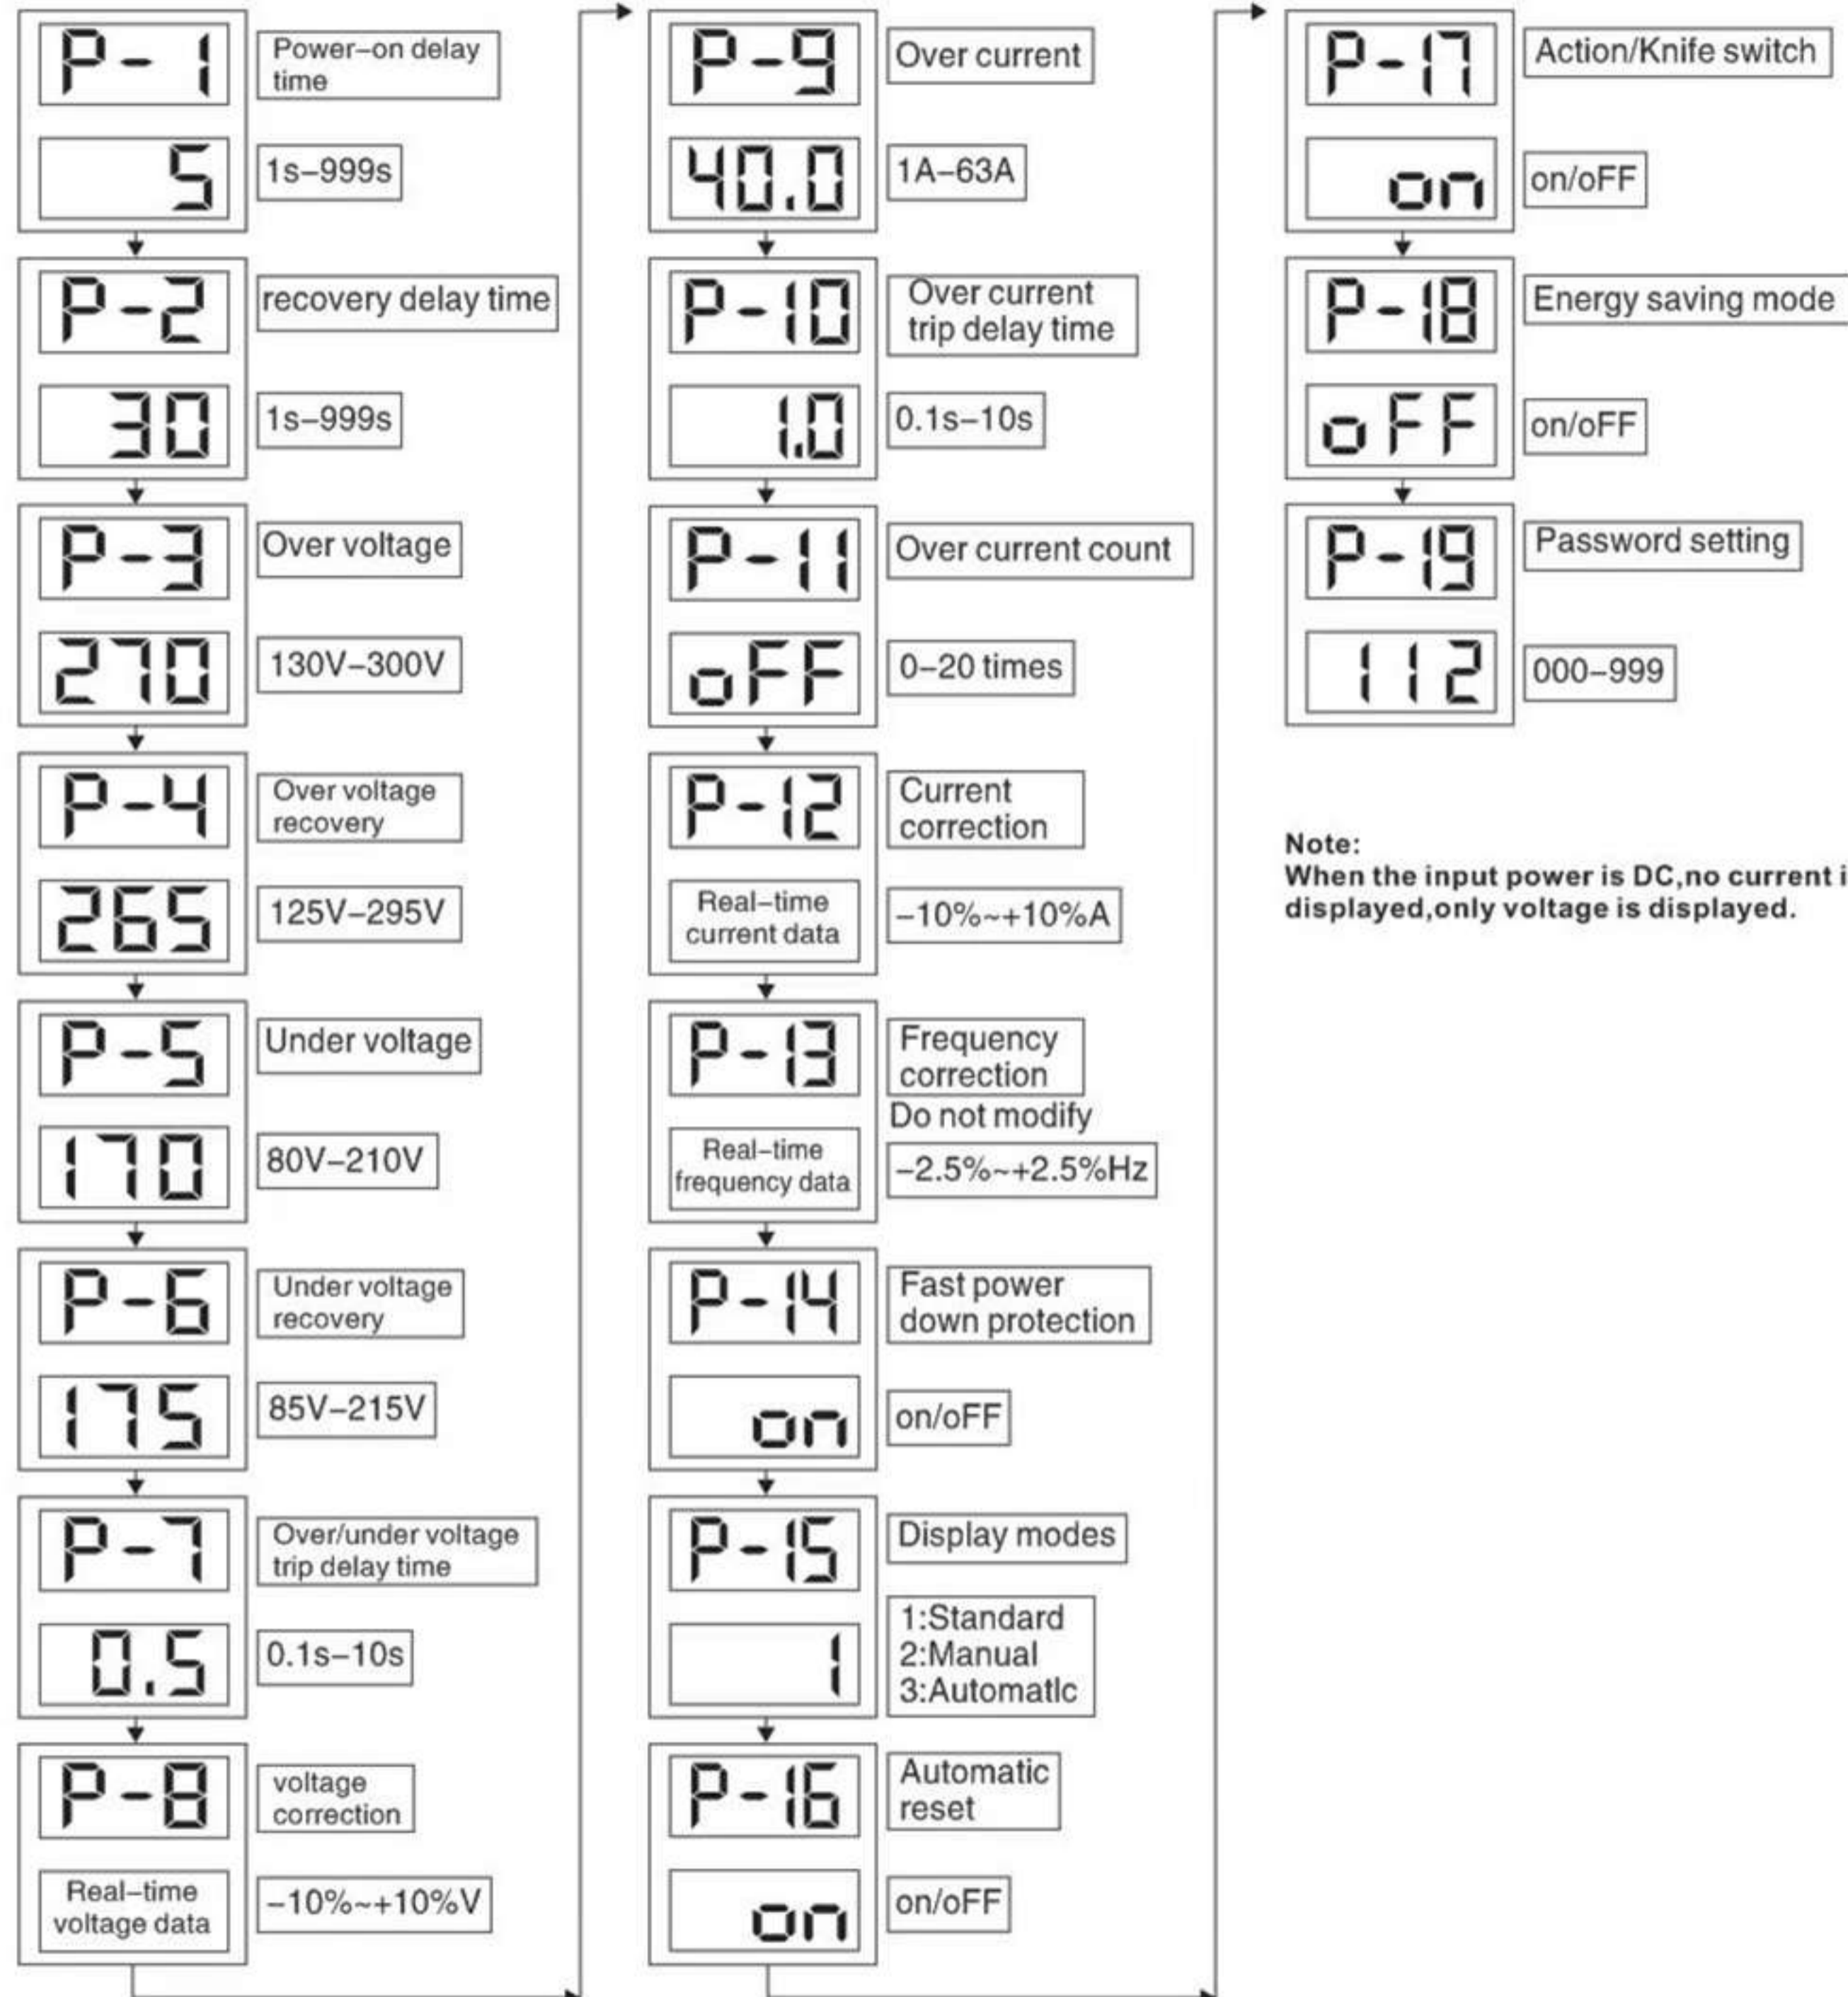 P-1
Power-on delay
time
5
1s-999s
P-2
recovery delay time
30
1s-999s
P-3
Over voltage
270
130V-300V
P-4
Over voltage
recovery
265
125V-295V
P-5
Under voltage
170
80V-210V
P-6
Under voltage
recovery
175
85V-215V
P-7
Over/under voltage
trip delay time
0.5
0.1s-10s
P-8
voltage
correction
Real-time
voltage data
-10%~+10%V
P-9
Over current
40.0
1A-63A
P-10
Over current
trip delay time
1.0
0.1s-10s
P-11
Over current count
oFF
0-20 times
P-12
Current
correction
Real-time
current data
-10%~+10%A
P-13
Frequency
correction
Do not modify
Real-time
frequency data
-2.5%~+2.5%Hz
P-14
Fast power
down protection
on
on/oFF
P-15
Display modes
1
1:Standard
2:Manual
3:Automatlc
P-16
Automatic
reset
on
on/oFF
P-17
Action/Knife switch
on
on/oFF
P-18
Energy saving mode
oFF
on/oFF
P-19
Password setting
112
000-999
Note:
When the input power is DC,no current i
displayed,only voltage is displayed.